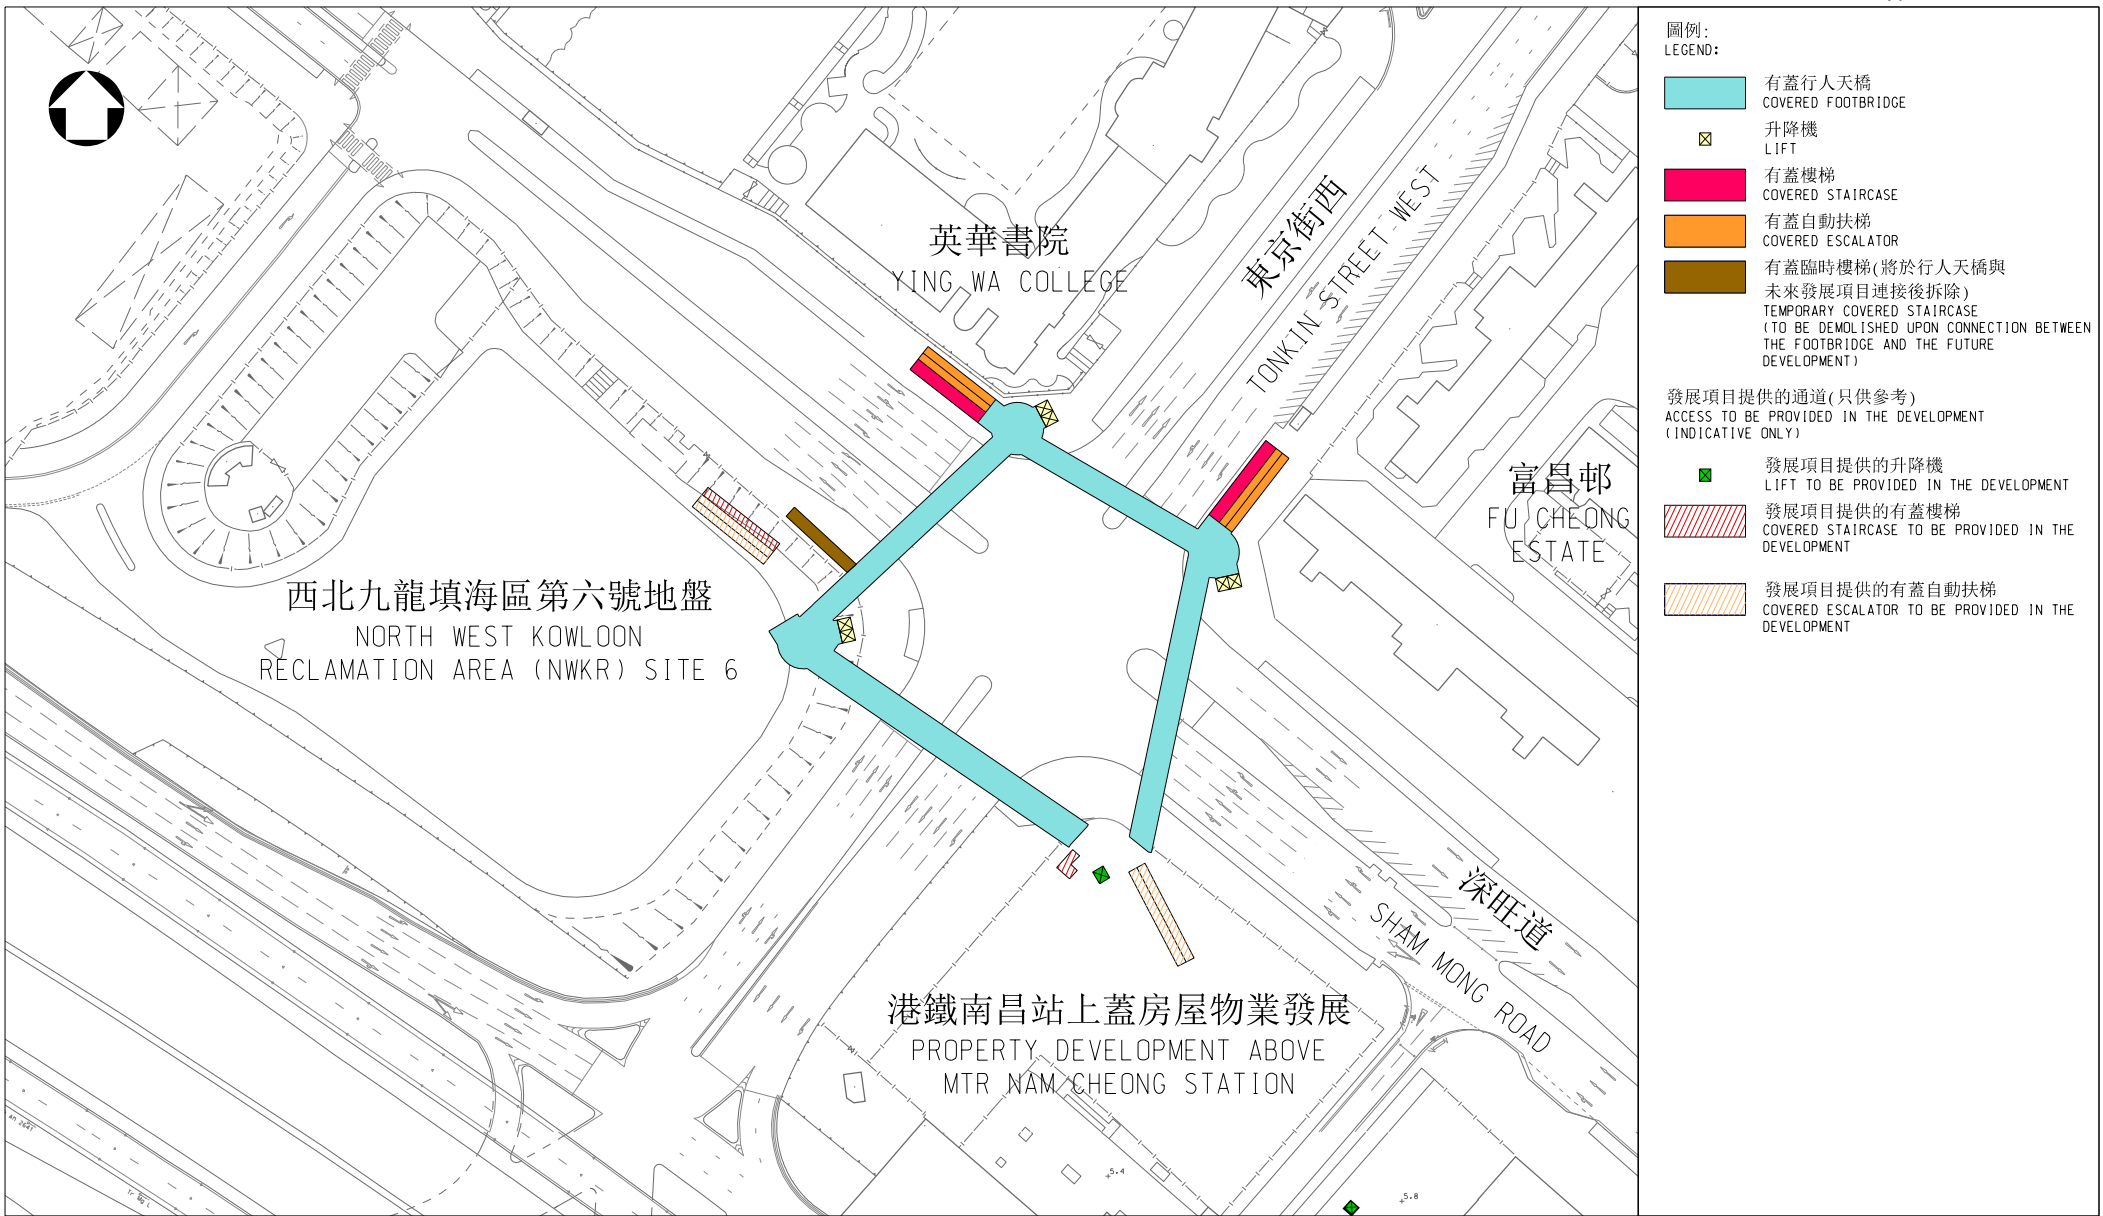 英華書院
YING WA COLLEGE
東京街西
TONKIN STREET WEST
富昌邨
FU CHEONG
ESTATE
西北九龍填海區第六號地盤
NORTH WEST KOWLOON
RECLAMATION AREA (NWKR) SITE 6
深旺道
SHAM MONG ROAD
港鐵南昌站上蓋房屋物業發展
PROPERTY DEVELOPMENT ABOVE
MTR NAM CHEONG STATION
5.4
5.8
圖例:
LEGEND:
有蓋行人天橋
COVERED FOOTBRIDGE
升降機
LIFT
有蓋樓梯
COVERED STAIRCASE
有蓋自動扶梯
COVERED ESCALATOR
有蓋臨時樓梯(將於行人天橋與
未來發展項目連接後拆除)
TEMPORARY COVERED STAIRCASE
(TO BE DEMOLISHED UPON CONNECTION BETWEEN
THE FOOTBRIDGE AND THE FUTURE
DEVELOPMENT)
發展項目提供的通道(只供參考)
ACCESS TO BE PROVIDED IN THE DEVELOPMENT
(INDICATIVE ONLY)
發展項目提供的升降機
LIFT TO BE PROVIDED IN THE DEVELOPMENT
發展項目提供的有蓋樓梯
COVERED STAIRCASE TO BE PROVIDED IN THE
DEVELOPMENT
發展項目提供的有蓋自動扶梯
COVERED ESCALATOR TO BE PROVIDED IN THE
DEVELOPMENT